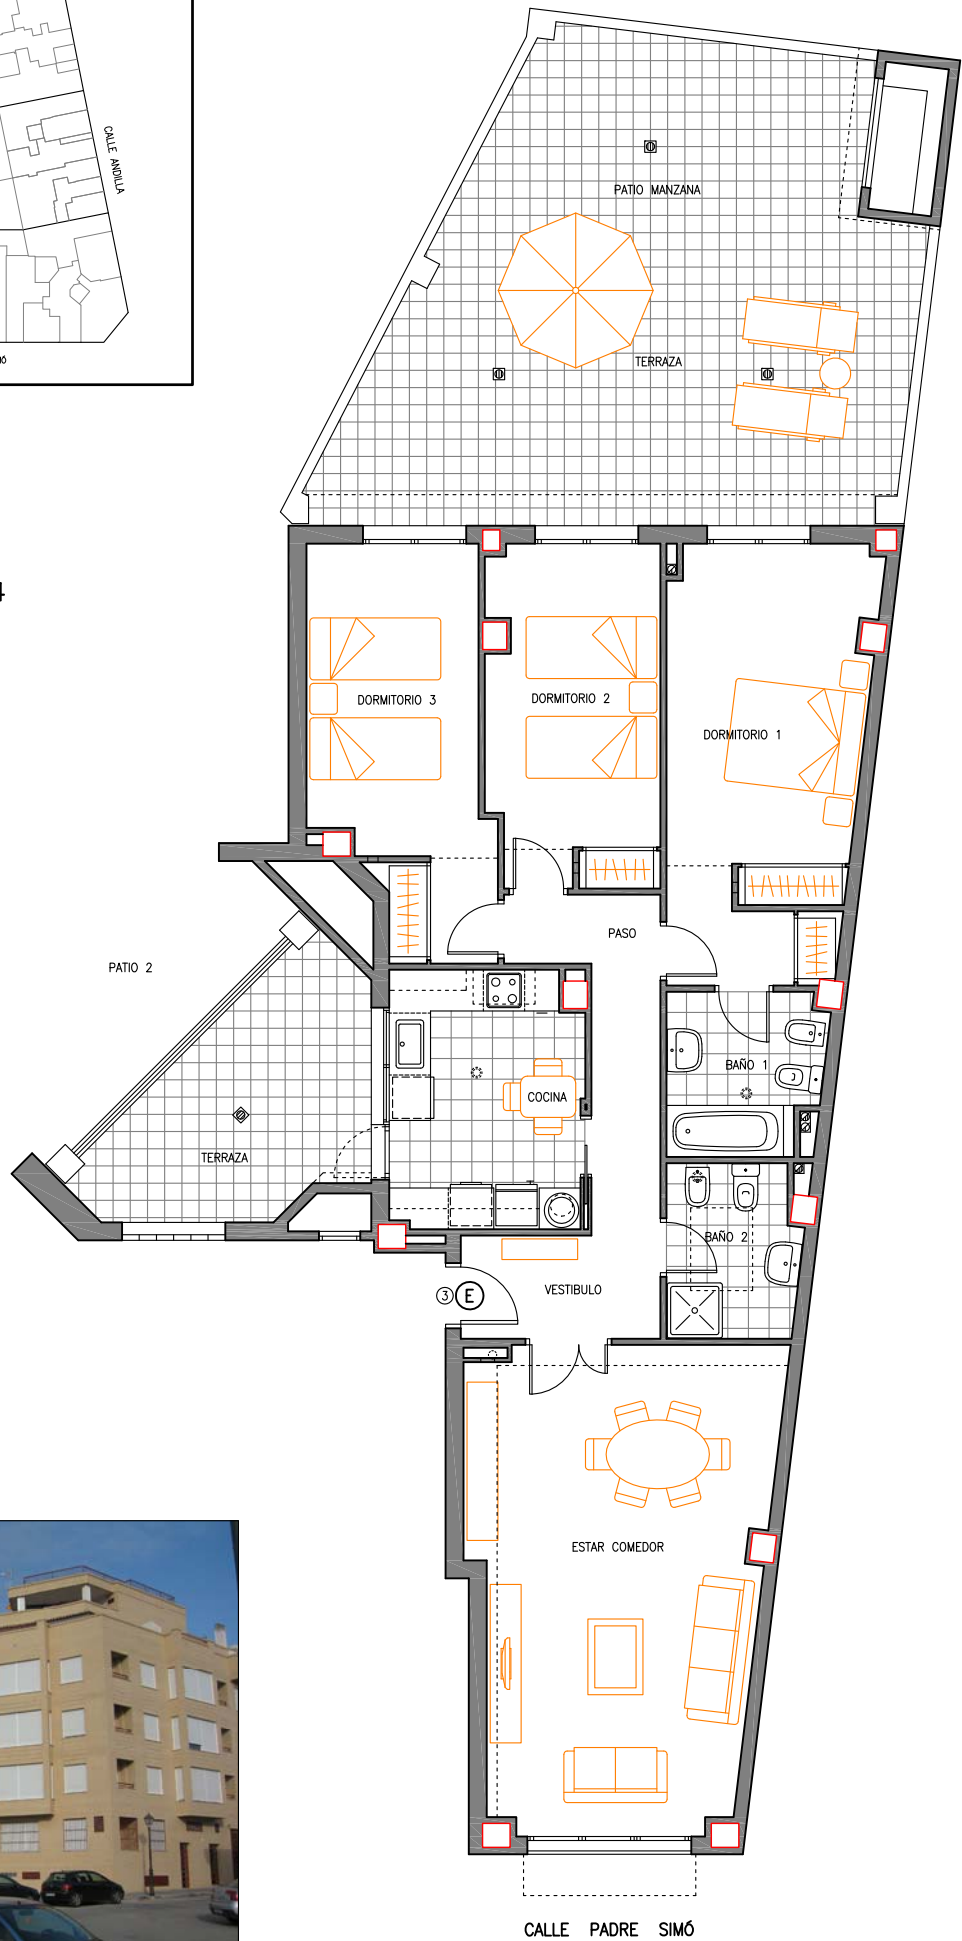 CALLE ANDILLA
PATIO MANZANA
TERRAZA
DORMITORIO 3
DORMITORIO 2
DORMITORIO 1
PASO
PATIO 2
BAÑO 1
COCINA
TERRAZA
BAÑO 2
VESTIBULO
3 E
ESTAR COMEDOR
CALLE PADRE SIMÓ